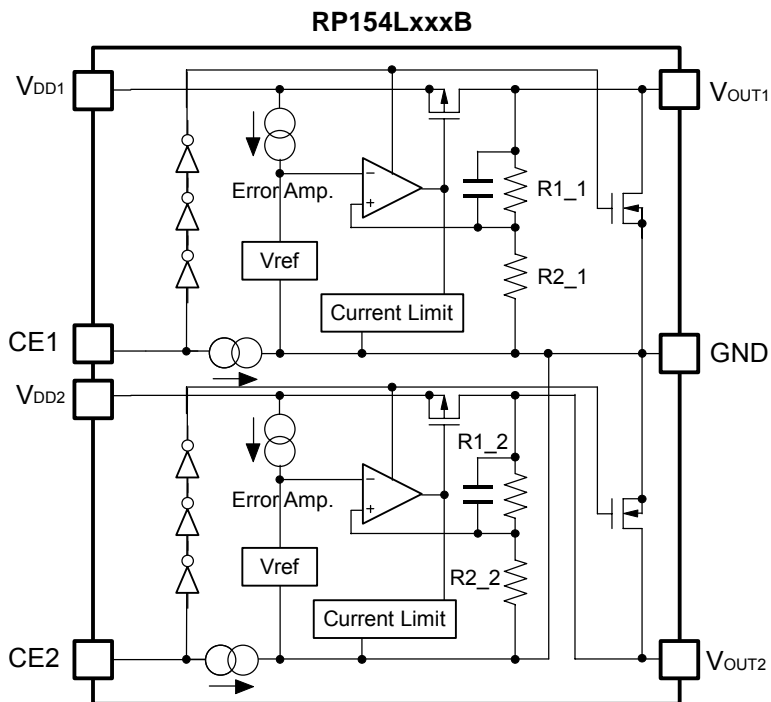 RP154LxxxB
VDD1
VOUT1
−
Error Amp.
+
R1_1
Vref
R2_1
Current Limit
CE1
GND
VDD2
R1_2
−
Error Amp.
+
Vref
R2_2
Current Limit
CE2
VOUT2